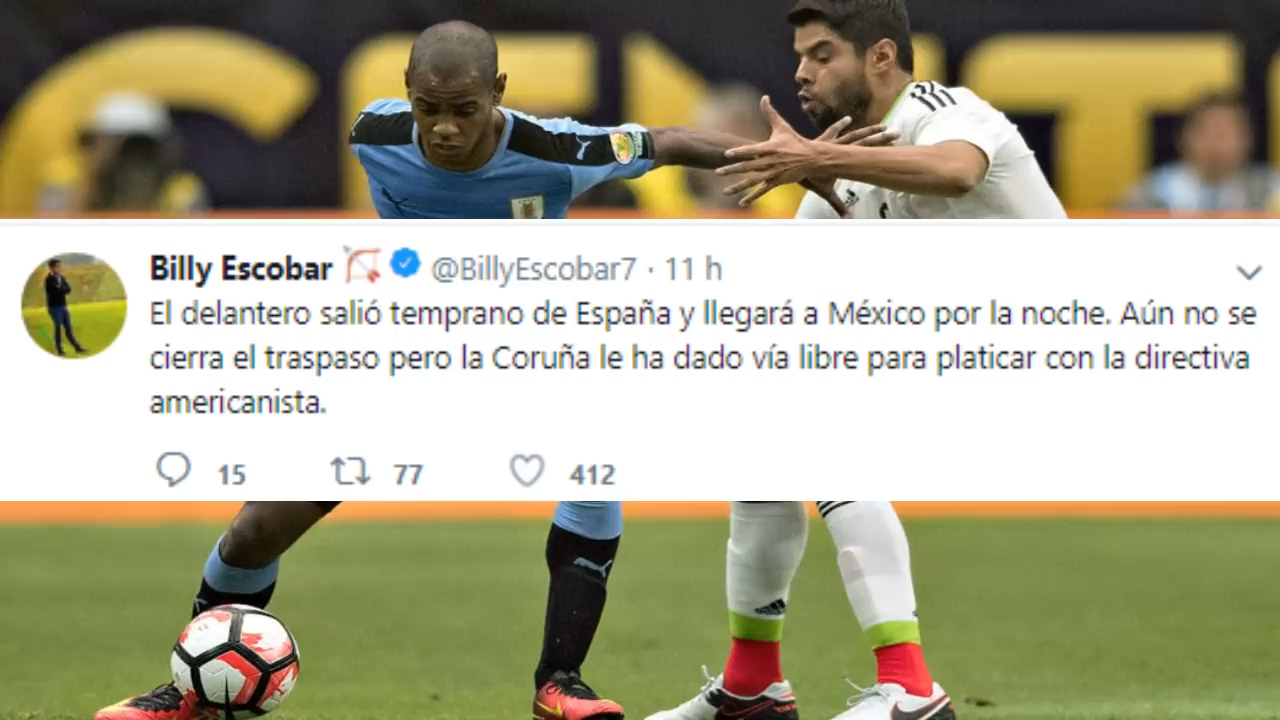 CENT
Billy Escobar @BillyEscobar7 · 11 h
El delantero salió temprano de España y llegará a México por la noche. Aún no se
cierra el traspaso pero la Coruña le ha dado vía libre para platicar con la directiva
americanista.
15 77 412